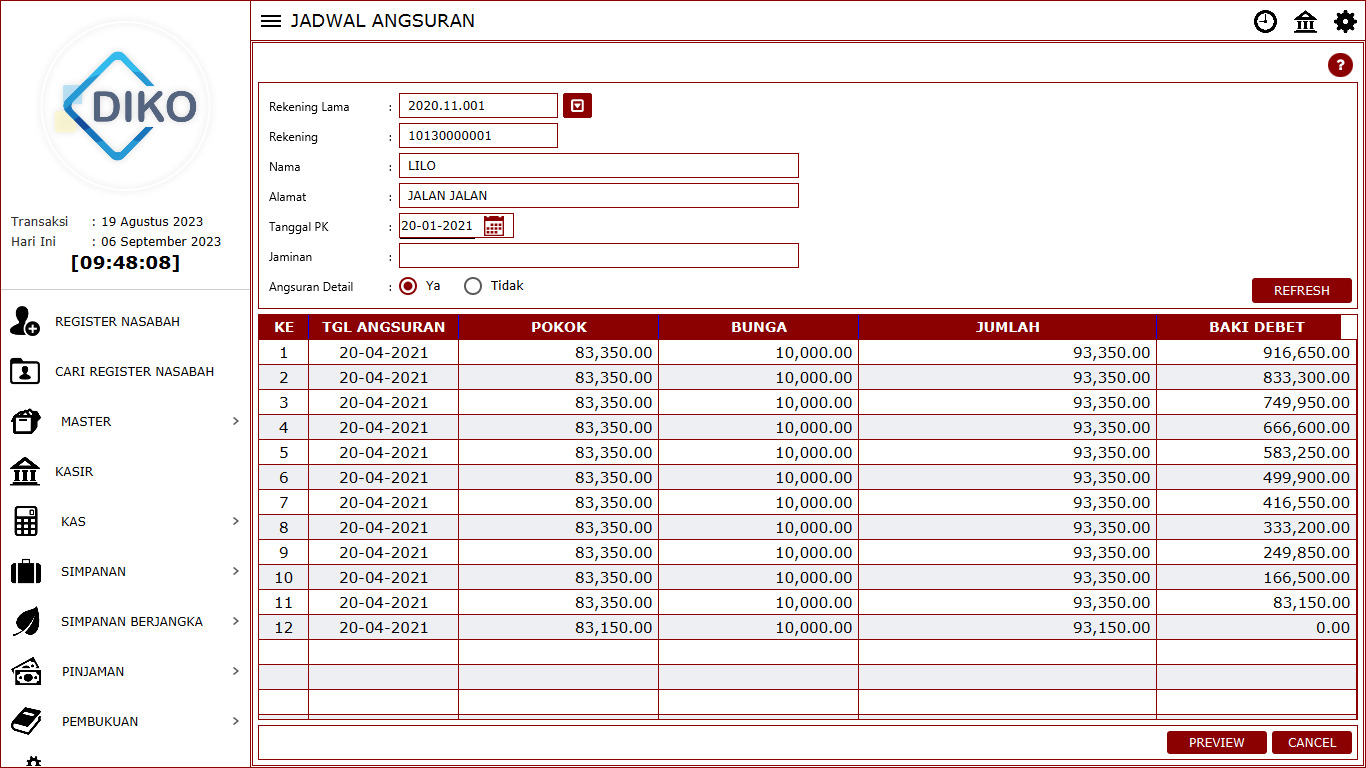 JADWAL ANGSURAN
DIKO
Transaksi : 19 Agustus 2023
Hari Ini : 06 September 2023
[09:48:08]
REGISTER NASABAH
CARI REGISTER NASABAH
MASTER
KASIR
KAS
SIMPANAN
SIMPANAN BERJANGKA
PINJAMAN
PEMBUKUAN
?
Rekening Lama : 2020.11.001
Rekening : 10130000001
Nama : LILO
Alamat : JALAN JALAN
Tanggal PK : 20-01-2021
Jaminan :
Angsuran Detail : Ya Tidak
REFRESH
KE TGL ANGSURAN POKOK BUNGA JUMLAH BAKI DEBET
1 20-04-2021 83,350.00 10,000.00 93,350.00 916,650.00
2 20-04-2021 83,350.00 10,000.00 93,350.00 833,300.00
3 20-04-2021 83,350.00 10,000.00 93,350.00 749,950.00
4 20-04-2021 83,350.00 10,000.00 93,350.00 666,600.00
5 20-04-2021 83,350.00 10,000.00 93,350.00 583,250.00
6 20-04-2021 83,350.00 10,000.00 93,350.00 499,900.00
7 20-04-2021 83,350.00 10,000.00 93,350.00 416,550.00
8 20-04-2021 83,350.00 10,000.00 93,350.00 333,200.00
9 20-04-2021 83,350.00 10,000.00 93,350.00 249,850.00
10 20-04-2021 83,350.00 10,000.00 93,350.00 166,500.00
11 20-04-2021 83,350.00 10,000.00 93,350.00 83,150.00
12 20-04-2021 83,150.00 10,000.00 93,150.00 0.00
PREVIEW CANCEL